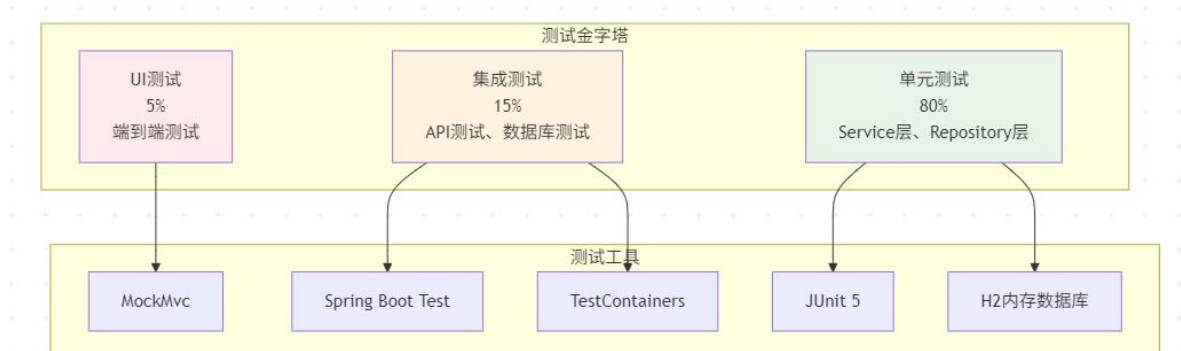 测试金字塔
UI测试
5%
端到端测试
集成测试
15%
API测试、数据库测试
单元测试
80%
Service层、Repository层
测试工具
MockMvc
Spring Boot Test
TestContainers
JUnit 5
H2内存数据库